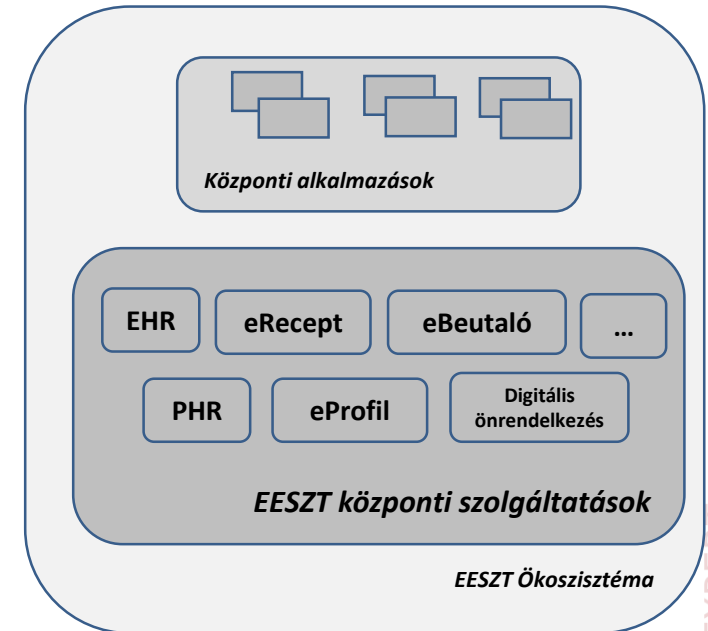 Központi alkalmazások
EHR
eRecept
eBeutaló
...
PHR
eProfil
Digitális
önrendelkezés
EESZT központi szolgáltatások
EESZT Ökoszisztéma